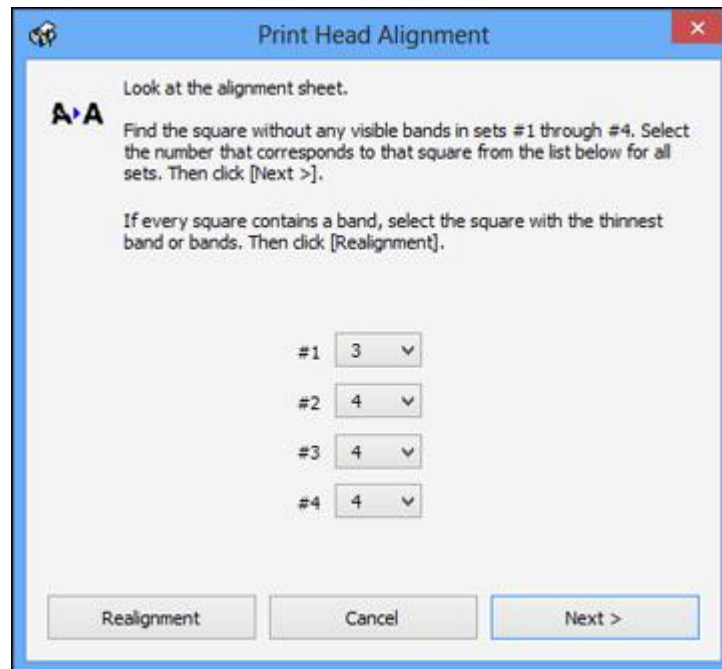 Print Head Alignment
Look at the alignment sheet.
A A
Find the square without any visible bands in sets #1 through #4. Select
the number that corresponds to that square from the list below for all
sets. Then click [Next >].
If every square contains a band, select the square with the thinnest
band or bands. Then click [Realignment].
#1 3
#2 4
#3 4
#4 4
Realignment Cancel Next >